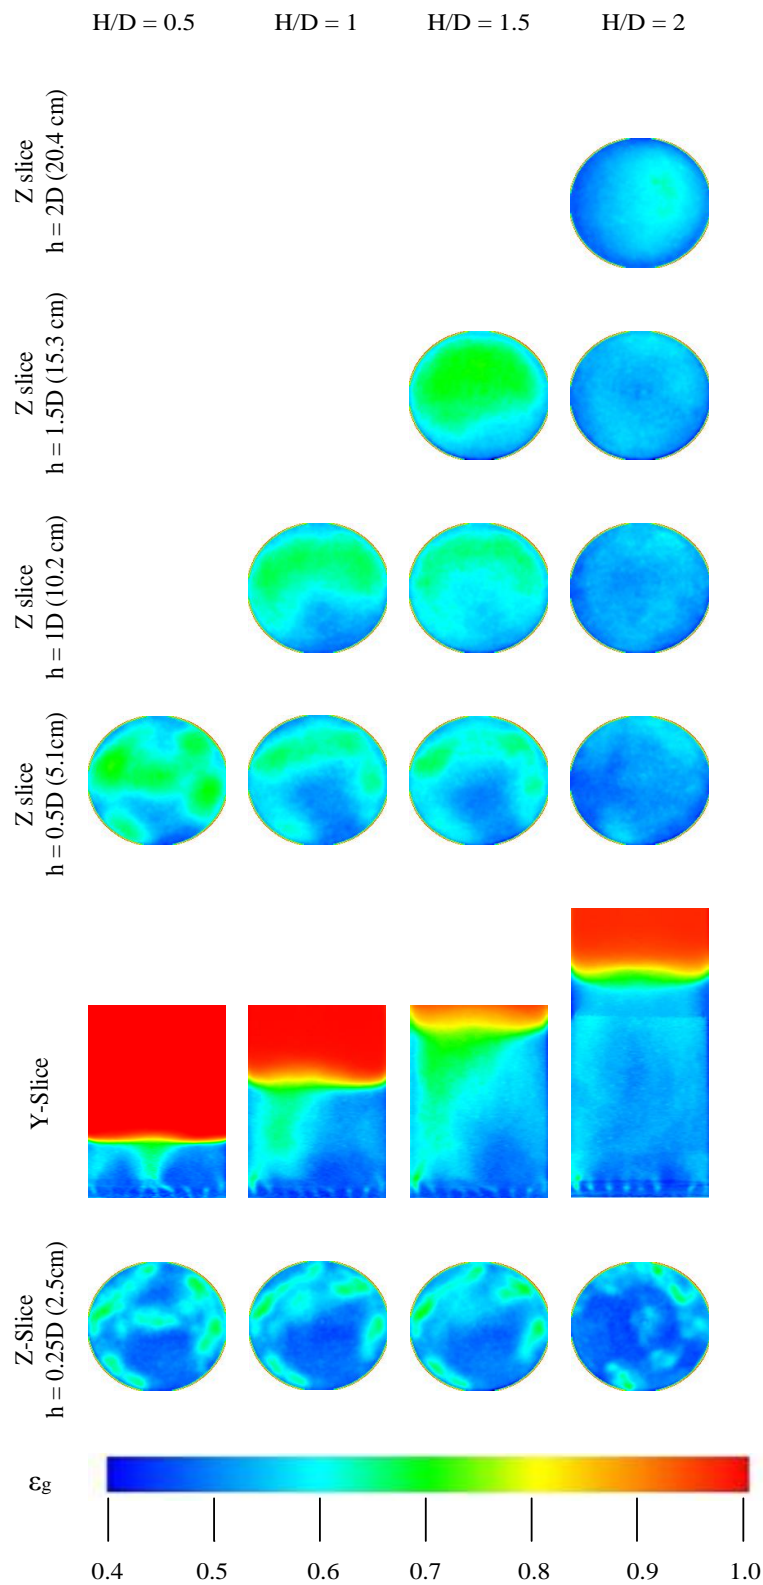 H/D = 0.5 H/D = 1 H/D = 1.5 H/D = 2
Z slice
h = 2D (20.4 cm)
Z slice
h = 1.5D (15.3 cm)
Z slice
h = 1D (10.2 cm)
Z slice
h = 0.5D (5.1cm)
Y-Slice
Z-Slice
h = 0.25D (2.5cm)
εg
0.4 0.5 0.6 0.7 0.8 0.9 1.0